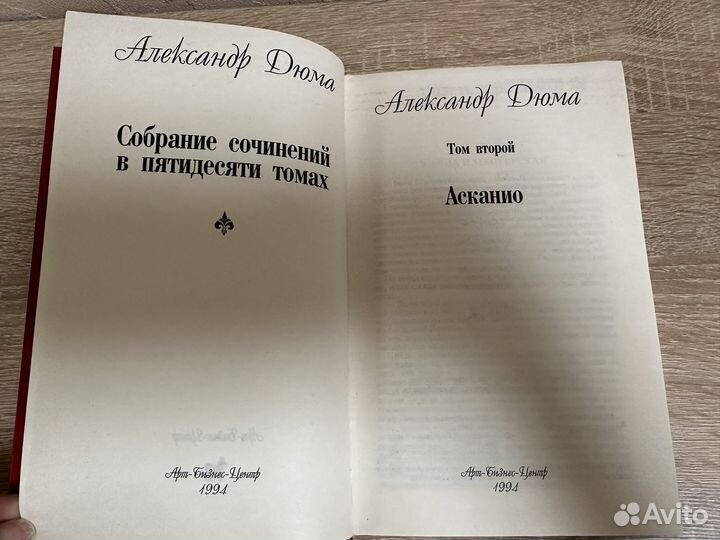 Александр Дюма
Собрание сочинений
в пятидесяти томах
Арт-Бизнес-Центр
1994
Александр Дюма
Том второй
Асканио
Арт-Бизнес-Центр
1994
Avito